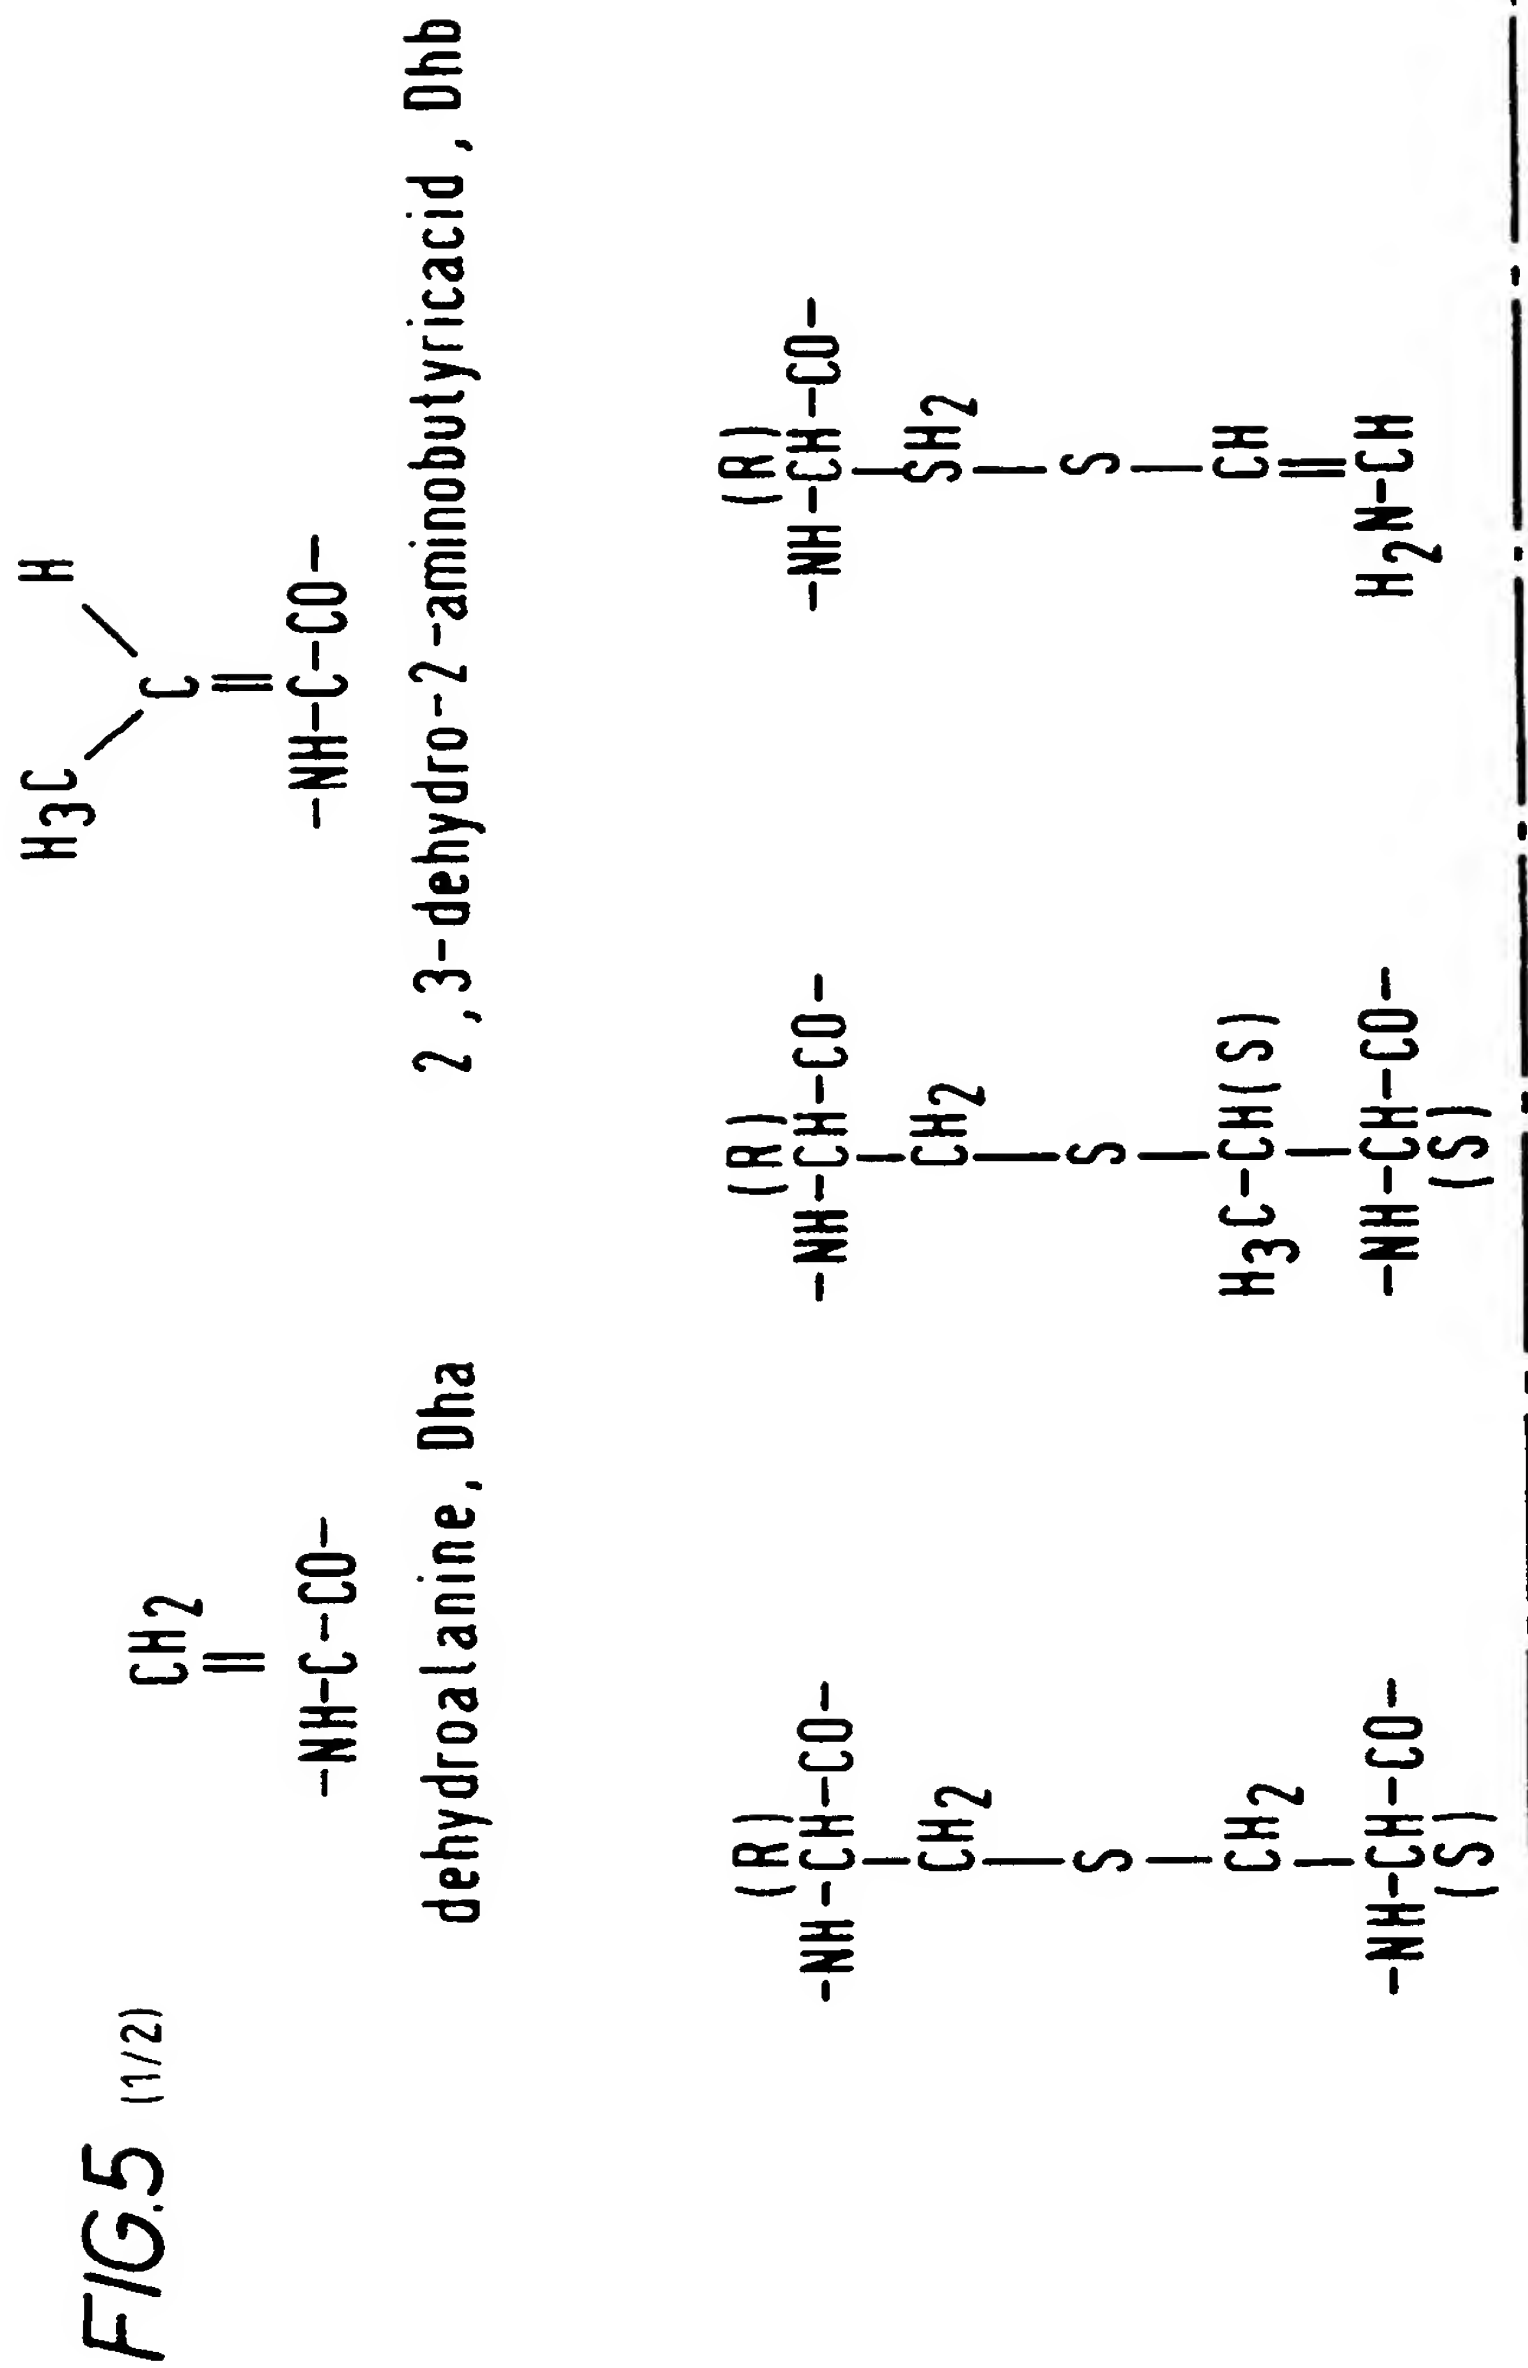 FIG.5 (1/2)
CH2
-NH-C-CO-
dehydroalanine, Dha
H3C H
C
-NH-C-CO-
2,3-dehydro-2-aminobutyricacid, Dhb
(R)
-NH-CH-CO-
CH2
S
CH2
-NH-CH-CO-
(S)
(R)
-NH-CH-CO-
CH2
S
H3C-CH(S)
-NH-CH-CO-
(S)
(R)
-NH-CH-CO-
SH2
S
CH
H2N-CH